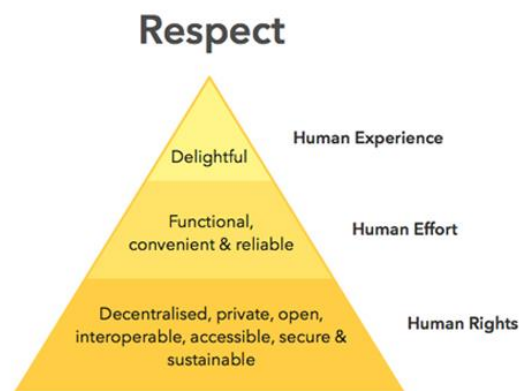 Respect
Human Experience
Delightful
Human Effort
Functional,
convenient & reliable
Human Rights
Decentralised, private, open,
interoperable, accessible, secure &
sustainable